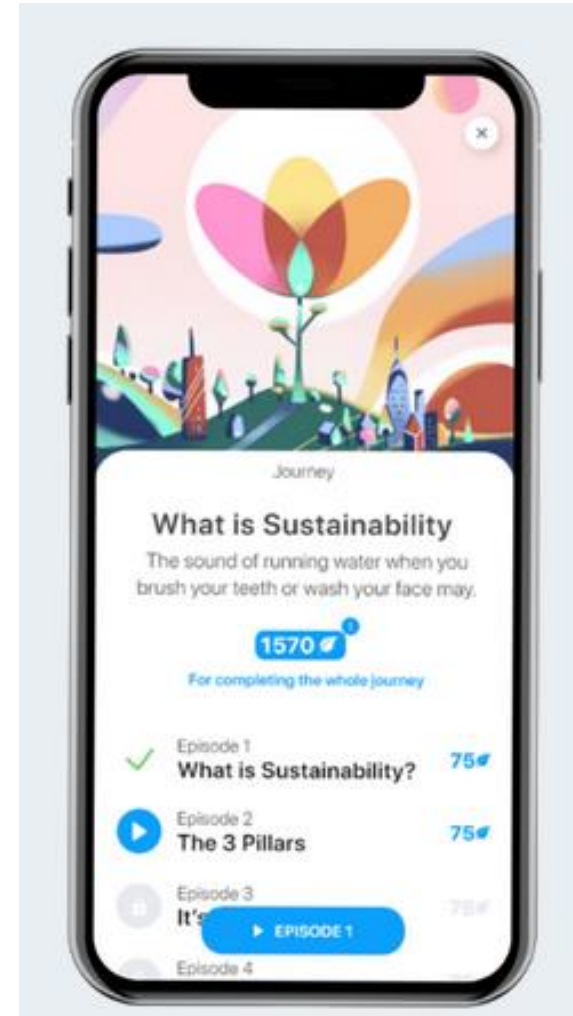 Journey
What is Sustainability
The sound of running water when you
brush your teeth or wash your face may.
1570
For completing the whole journey
Episode 1
What is Sustainability?
75
Episode 2
The 3 Pillars
75
Episode 3
It's
75
EPISODE 1
Episode 4